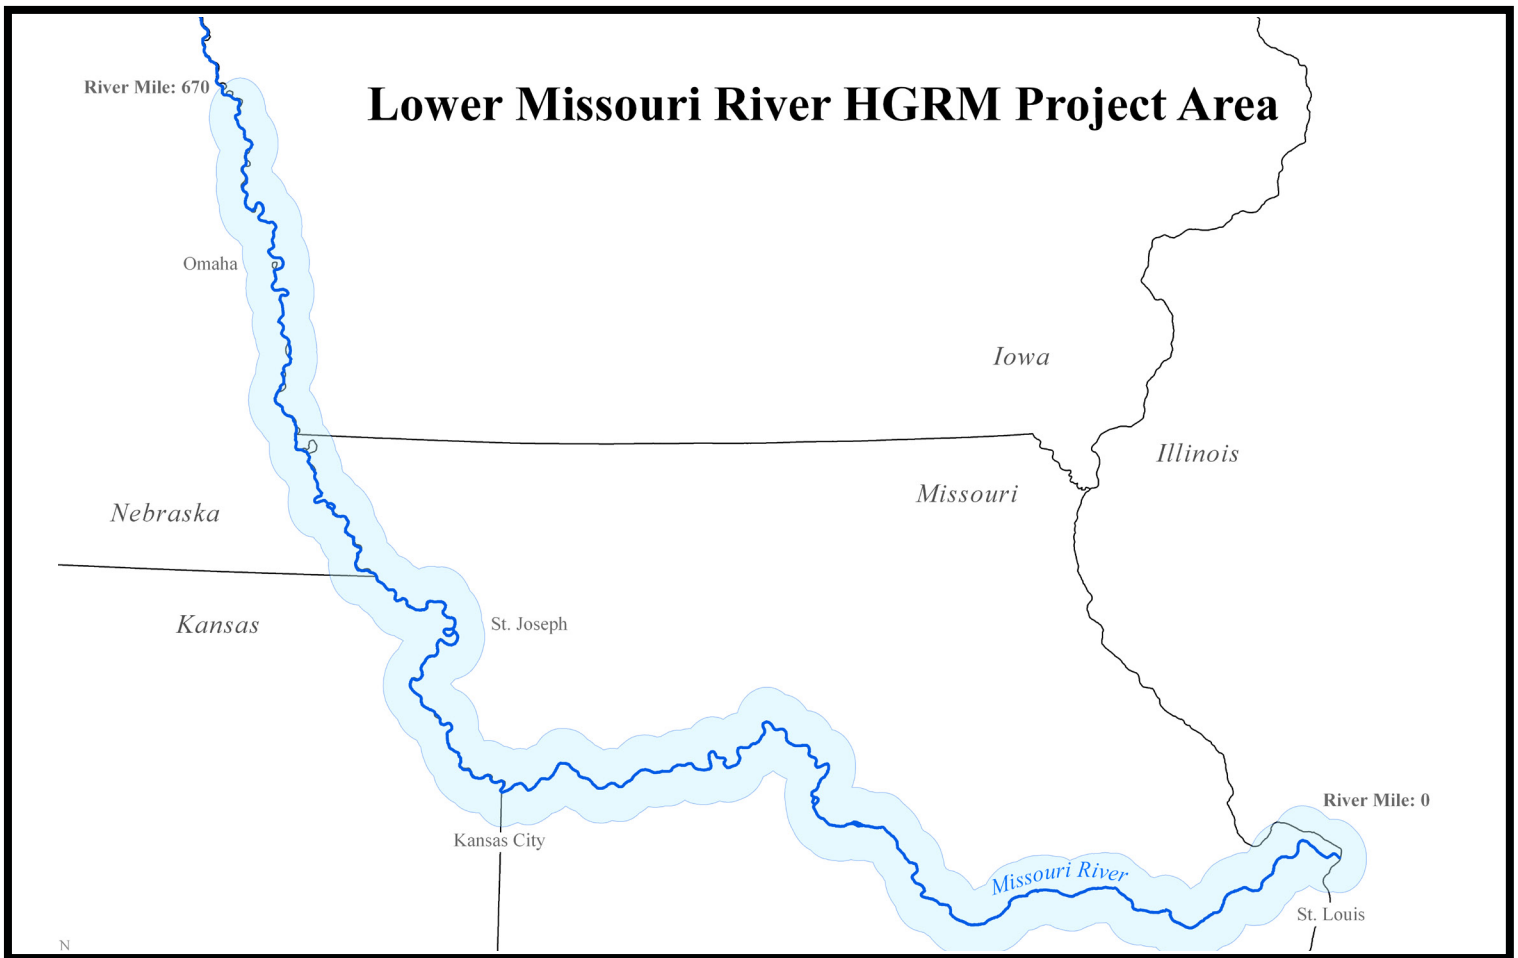 River Mile: 670
Lower Missouri River HGRM Project Area
Omaha
Iowa
Illinois
Missouri
Nebraska
Kansas
St. Joseph
River Mile: 0
Kansas City
Missouri River
St. Louis
N